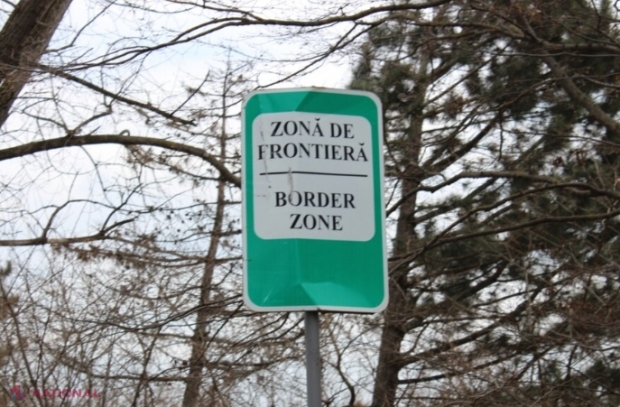 ZONĂ DE
FRONTIERĂ
BORDER
ZONE